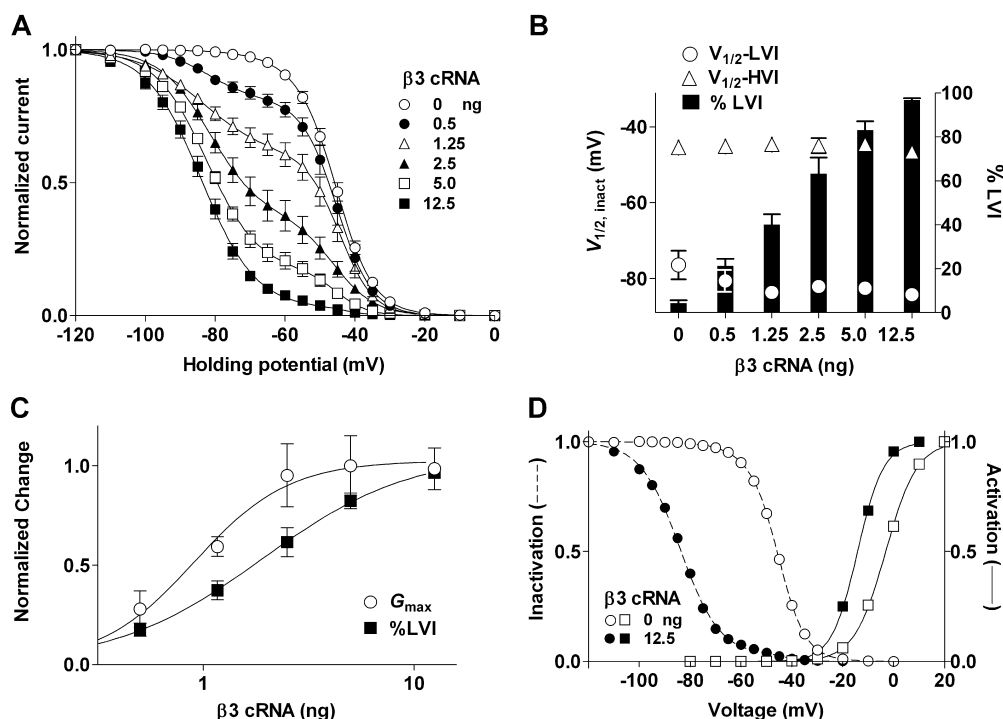 A
Normalized current
1.0
0.5
0.0
-120 -100 -80 -60 -40 -20 0
Holding potential (mV)
β3 cRNA
0 ng
0.5
1.25
2.5
5.0
12.5
B
V1/2-LVI
V1/2-HVI
% LVI
V1/2, inact (mV)
-40
-60
-80
100
80
60
40
20
0
% LVI
0 0.5 1.25 2.5 5.0 12.5
β3 cRNA (ng)
C
Normalized Change
1.0
0.5
0.0
1 10
β3 cRNA (ng)
Gmax
%LVI
D
Inactivation (----)
1.0
0.5
0.0
β3 cRNA
0 ng
12.5
-100 -80 -60 -40 -20 0 20
Voltage (mV)
1.0
0.5
0.0
Activation (——)